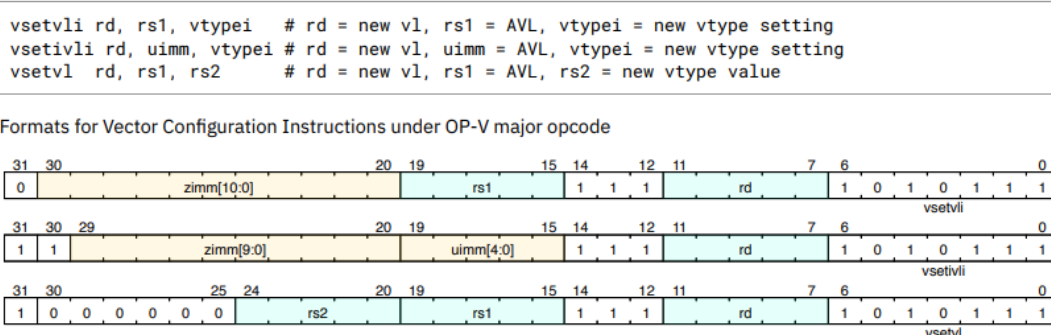 vsetvli rd, rs1, vtypei # rd = new vl, rs1 = AVL, vtypei = new vtype setting
vsetivli rd, uimm, vtypei # rd = new vl, uimm = AVL, vtypei = new vtype setting
vsetvl rd, rs1, rs2 # rd = new vl, rs1 = AVL, rs2 = new vtype value
Formats for Vector Configuration Instructions under OP-V major opcode
31 30 20 19 15 14 12 11 7 6 0
0 zimm[10:0] rs1 1 1 1 rd 1 0 1 0 1 1 1
vsetvli
31 30 29 20 19 15 14 12 11 7 6 0
1 1 zimm[9:0] uimm[4:0] 1 1 1 rd 1 0 1 0 1 1 1
vsetivli
31 30 25 24 20 19 15 14 12 11 7 6 0
1 0 0 0 0 0 0 rs2 rs1 1 1 1 rd 1 0 1 0 1 1 1
vsetvl